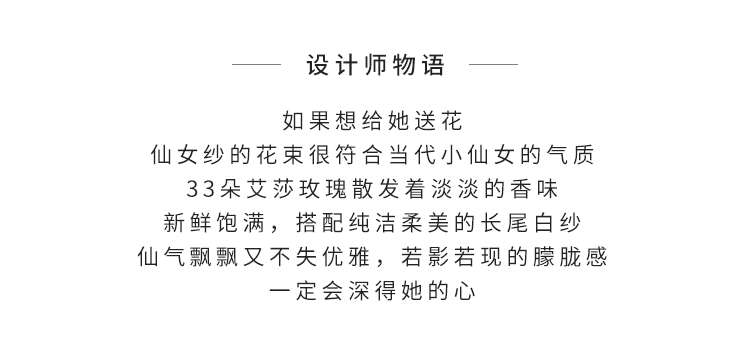 设计师物语
如果想给她送花
仙女纱的花束很符合当代小仙女的气质
33朵艾莎玫瑰散发着淡淡的香味
新鲜饱满，搭配纯洁柔美的长尾白纱
仙气飘飘又不失优雅，若影若现的朦胧感
一定会深得她的心